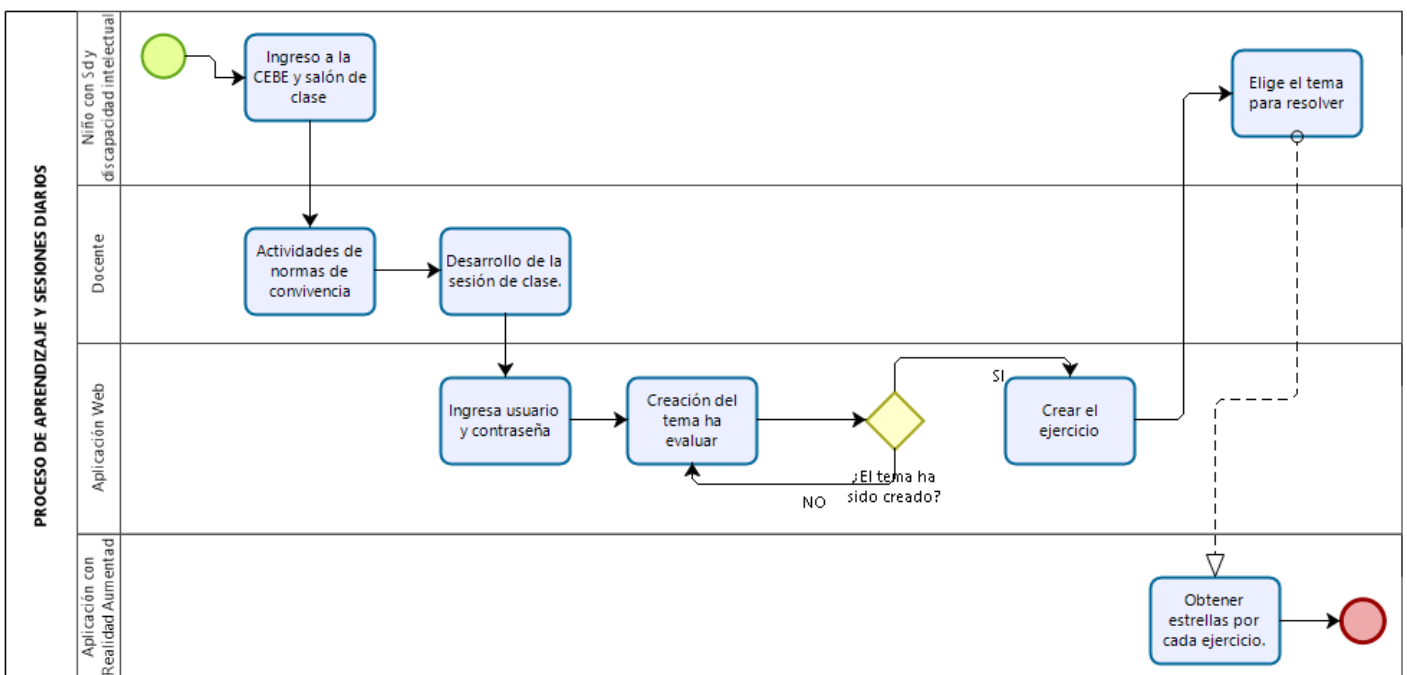 PROCESO DE APRENDIZAJE Y SESIONES DIARIOS
Niño con Sd y
discapacidad intelectual
Ingreso a la
CEBE y salón de
clase
Elige el tema
para resolver
Docente
Actividades de
normas de
convivencia
Desarrollo de la
sesión de clase.
Aplicación Web
Ingresa usuario
y contraseña
Creación del
tema ha
evaluar
¿El tema ha
sido creado?
SI
NO
Crear el
ejercicio
Aplicación con
Realidad Aumentad
Obtener
estrellas por
cada ejercicio.